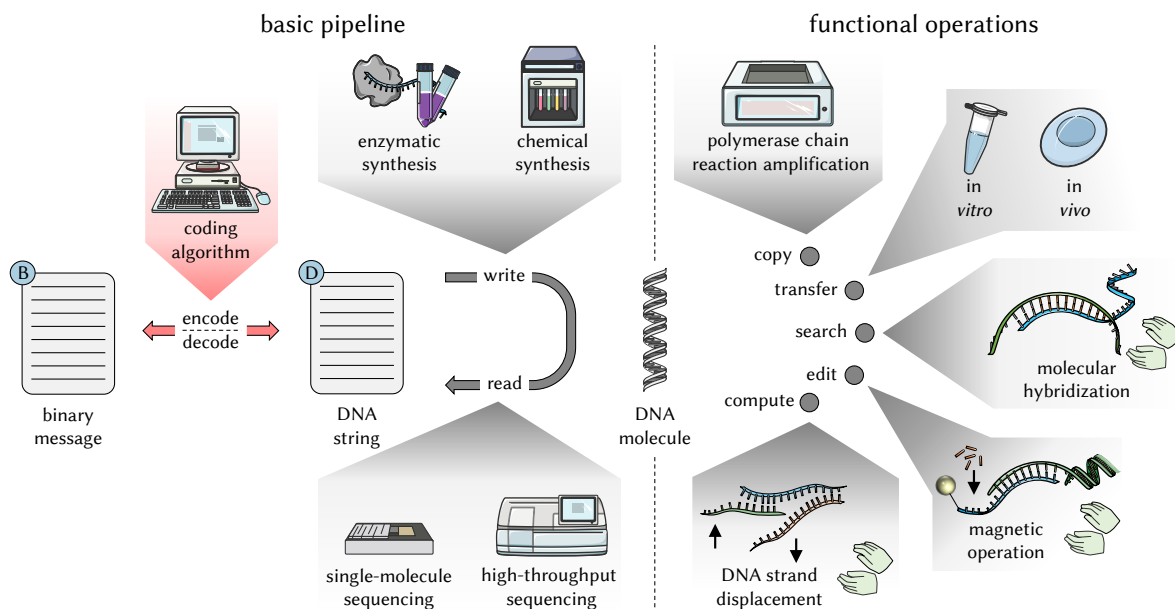 basic pipeline
functional operations
enzymatic
synthesis
chemical
synthesis
polymerase chain
reaction amplification
in
vitro
in
vivo
coding
algorithm
B
D
encode
decode
write
read
binary
message
DNA
string
DNA
molecule
copy
transfer
search
edit
compute
molecular
hybridization
magnetic
operation
single-molecule
sequencing
high-throughput
sequencing
DNA strand
displacement